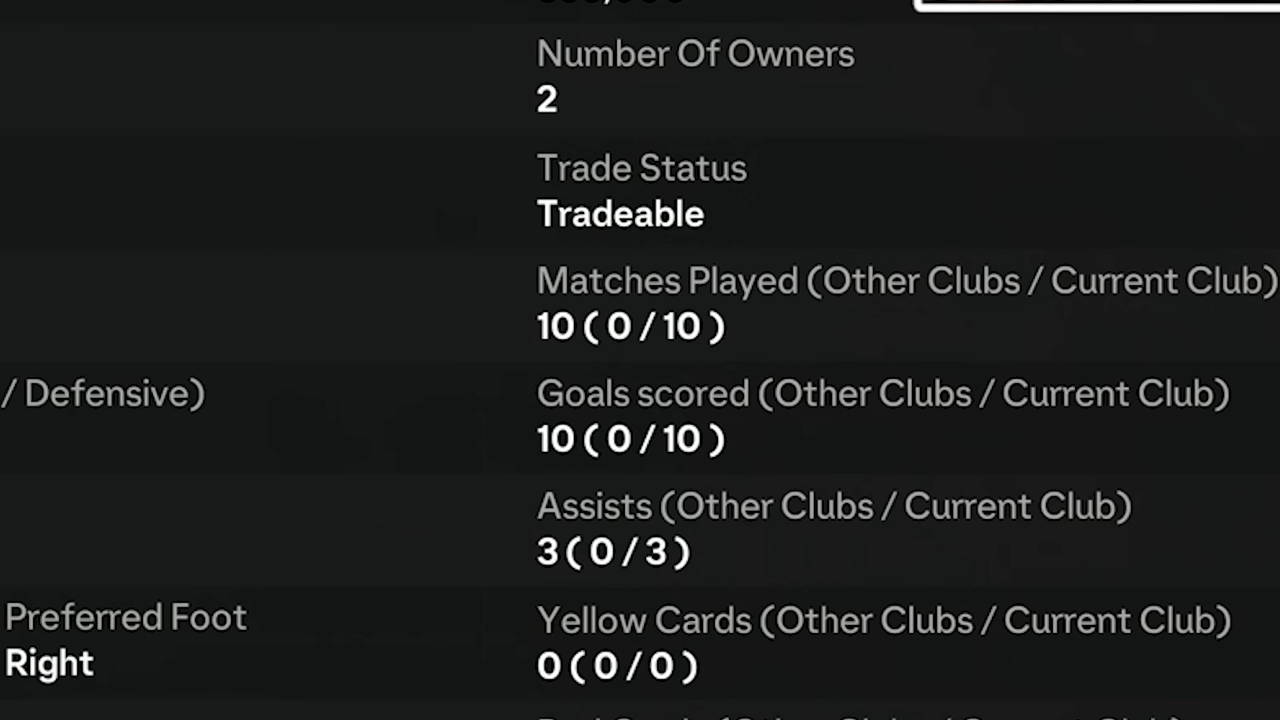 Number Of Owners
2
Trade Status
Tradeable
Matches Played (Other Clubs / Current Club)
10 ( 0 / 10 )
/ Defensive)
Goals scored (Other Clubs / Current Club)
10 ( 0 / 10 )
Assists (Other Clubs / Current Club)
3 ( 0 / 3 )
Preferred Foot
Right
Yellow Cards (Other Clubs / Current Club)
0 ( 0 / 0 )